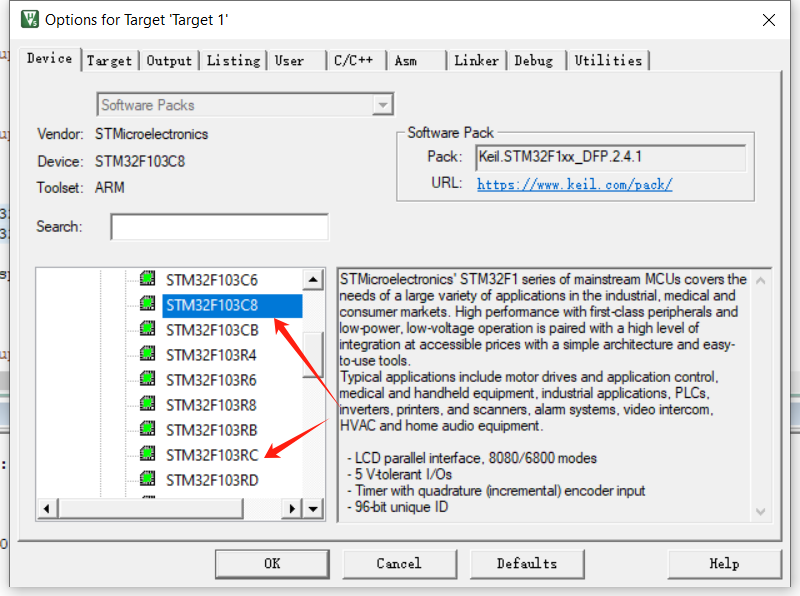 Options for Target 'Target 1'
Device Target Output Listing User C/C++ Asm Linker Debug Utilities
Software Packs
Vendor: STMicroelectronics
Device: STM32F103C8
Toolset: ARM
Search:
Software Pack
Pack: Keil.STM32F1xx_DFP.2.4.1
URL: https://www.keil.com/pack/
STM32F103C6
STM32F103C8
STM32F103CB
STM32F103R4
STM32F103R6
STM32F103R8
STM32F103RB
STM32F103RC
STM32F103RD
STMicroelectronics' STM32F1 series of mainstream MCUs covers the
needs of a large variety of applications in the industrial, medical and
consumer markets. High performance with first-class peripherals and
low-power, low-voltage operation is paired with a high level of
integration at accessible prices with a simple architecture and easy-
to-use tools.
Typical applications include motor drives and application control,
medical and handheld equipment, industrial applications, PLCs,
inverters, printers, and scanners, alarm systems, video intercom,
HVAC and home audio equipment.
- LCD parallel interface, 8080/6800 modes
- 5 V-tolerant I/Os
- Timer with quadrature (incremental) encoder input
- 96-bit unique ID
OK Cancel Defaults Help